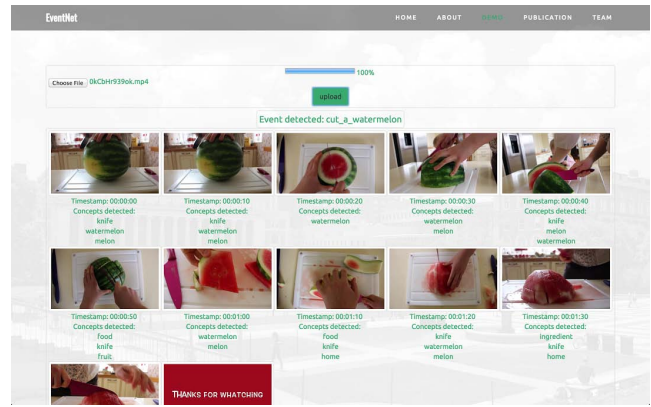 EventNet
HOME ABOUT DEMO PUBLICATION TEAM
100%
Choose File 0kCbHr939ok.mp4
upload
Event detected: cut_a_watermelon
Timestamp: 00:00:00
Concepts detected:
knife
watermelon
melon
Timestamp: 00:00:10
Concepts detected:
knife
watermelon
melon
Timestamp: 00:00:20
Concepts detected:
watermelon
Timestamp: 00:00:30
Concepts detected:
watermelon
melon
Timestamp: 00:00:40
Concepts detected:
knife
melon
watermelon
Timestamp: 00:00:50
Concepts detected:
food
knife
fruit
Timestamp: 00:01:00
Concepts detected:
watermelon
melon
Timestamp: 00:01:10
Concepts detected:
food
knife
home
Timestamp: 00:01:20
Concepts detected:
knife
watermelon
melon
Timestamp: 00:01:30
Concepts detected:
ingredient
knife
home
THANKS FOR WHATCHING